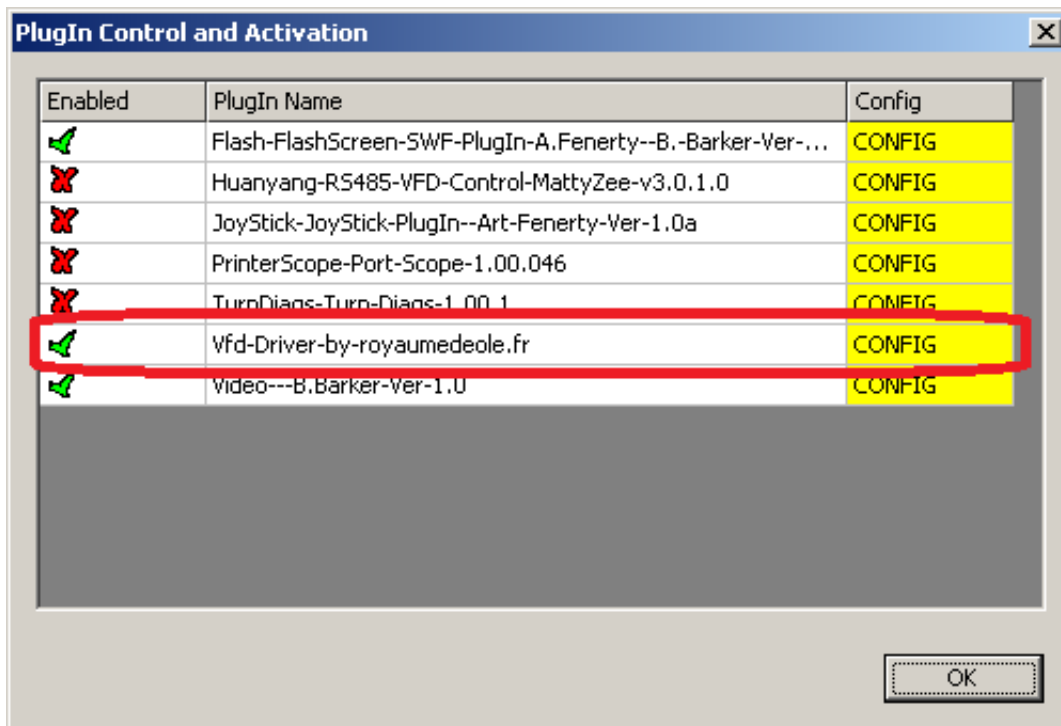 PlugIn Control and Activation
Enabled PlugIn Name Config
Flash-FlashScreen-SWF-PlugIn-A.Fenerty--B.-Barker-Ver-... CONFIG
Huanyang-RS485-VFD-Control-MattyZee-v3.0.1.0 CONFIG
JoyStick-JoyStick-PlugIn--Art-Fenerty-Ver-1.0a CONFIG
PrinterScope-Port-Scope-1.00.046 CONFIG
TurnDiags-Turn-Diags-1.00.1 CONFIG
Vfd-Driver-by-royaumedeole.fr CONFIG
Video---B.Barker-Ver-1.0 CONFIG
OK